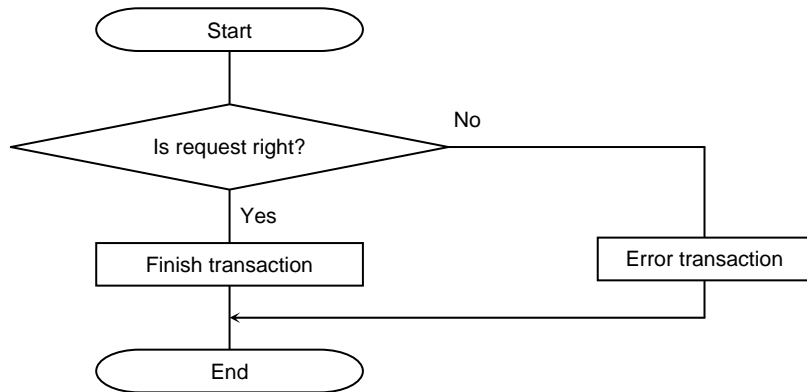 Start
Is request right?
No
Yes
Finish transaction
Error transaction
End